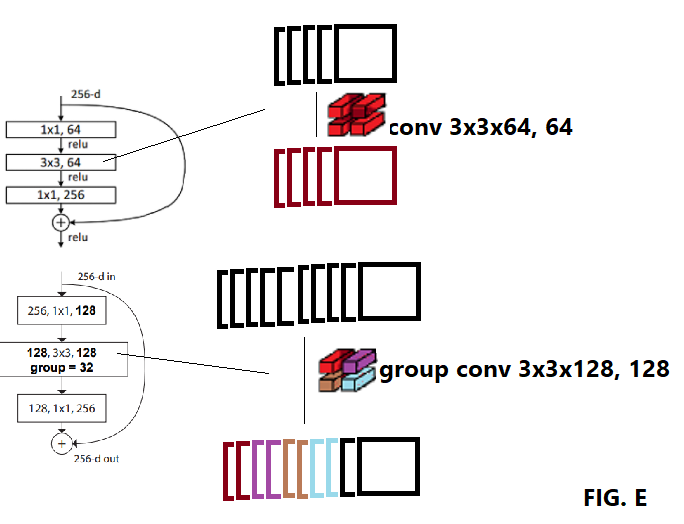 256-d
1x1, 64
relu
3x3, 64
relu
1x1, 256
+
relu
conv 3x3x64, 64
256-d in
256, 1x1, 128
128, 3x3, 128
group = 32
128, 1x1, 256
+
256-d out
group conv 3x3x128, 128
FIG. E